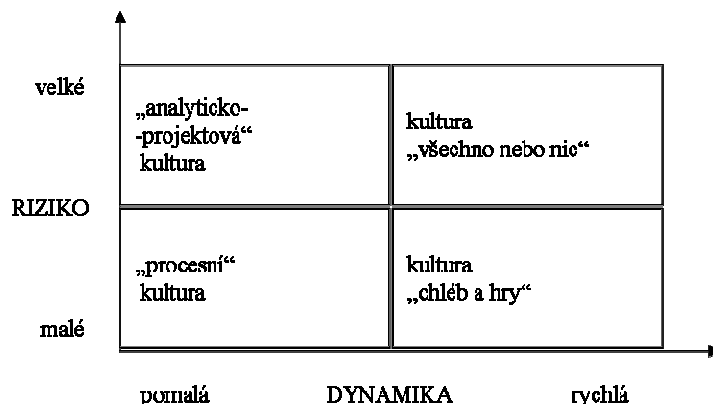 velké
„analyticko-
-projektová“
kultura
kultura
„všechno nebo nic“
RIZIKO
„procesní“
kultura
kultura
„chléb a hry“
malé
pomalá DYNAMIKA rychlá